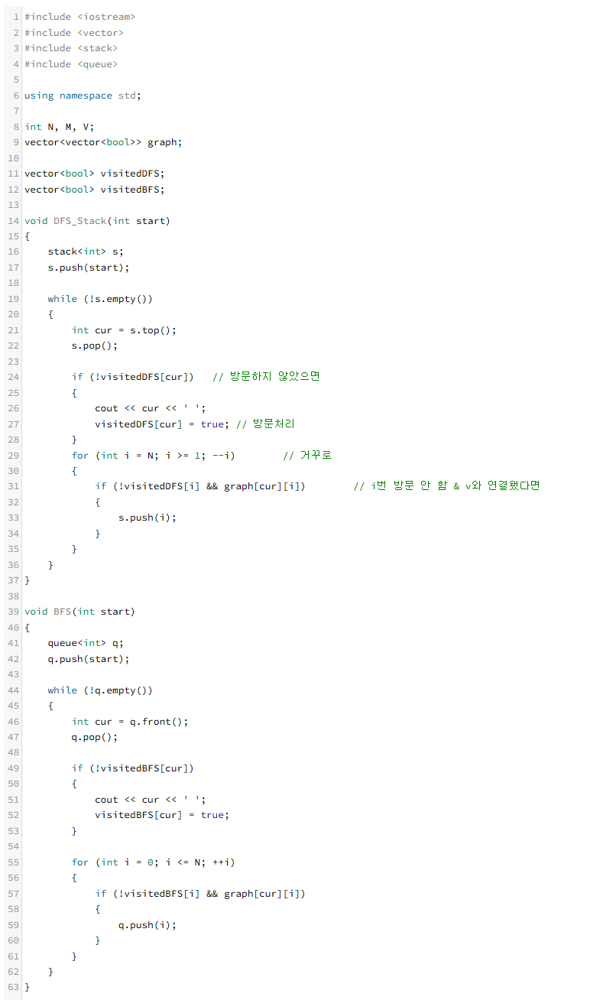 1 #include <iostream>
2 #include <vector>
3 #include <stack>
4 #include <queue>
5
6 using namespace std;
7
8 int N, M, V;
9 vector<vector<bool>> graph;
10
11 vector<bool> visitedDFS;
12 vector<bool> visitedBFS;
13
14 void DFS_Stack(int start)
15 {
16     stack<int> s;
17     s.push(start);
18
19     while (!s.empty())
20     {
21         int cur = s.top();
22         s.pop();
23
24         if (!visitedDFS[cur])   // 방문하지 않았으면
25         {
26             cout << cur << ' ';
27             visitedDFS[cur] = true; // 방문처리
28         }
29         for (int i = N; i >= 1; --i)        // 거꾸로
30         {
31             if (!visitedDFS[i] && graph[cur][i])        // i번 방문 안 함 & v와 연결됐다면
32             {
33                 s.push(i);
34             }
35         }
36     }
37 }
38
39 void BFS(int start)
40 {
41     queue<int> q;
42     q.push(start);
43
44     while (!q.empty())
45     {
46         int cur = q.front();
47         q.pop();
48
49         if (!visitedBFS[cur])
50         {
51             cout << cur << ' ';
52             visitedBFS[cur] = true;
53         }
54
55         for (int i = 0; i <= N; ++i)
56         {
57             if (!visitedBFS[i] && graph[cur][i])
58             {
59                 q.push(i);
60             }
61         }
62     }
63 }